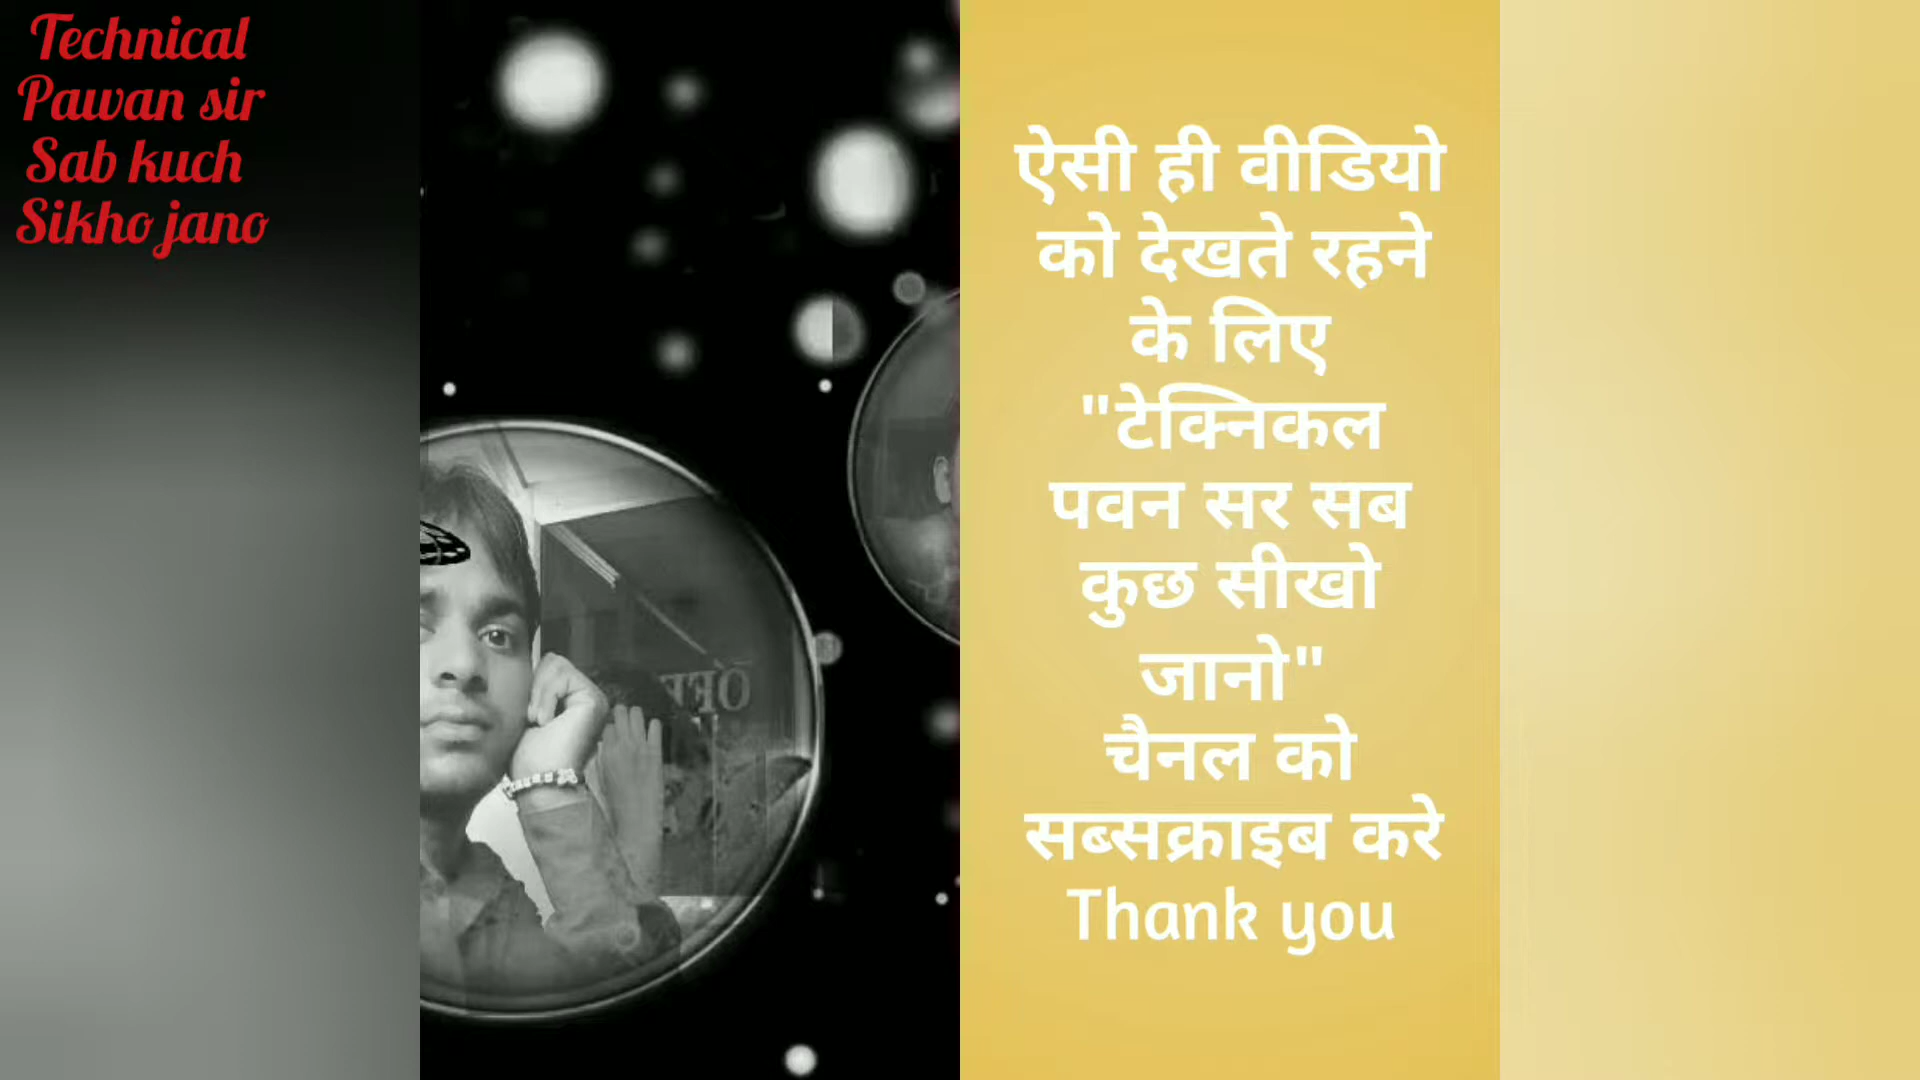 Technical
Pawan sir
Sab kuch
Sikho jano
ऐसी ही वीडियो
को देखते रहने
के लिए
"टेक्निकल
पवन सर सब
कुछ सीखो
जानो"
चैनल को
सब्सक्राइब करे
Thank you